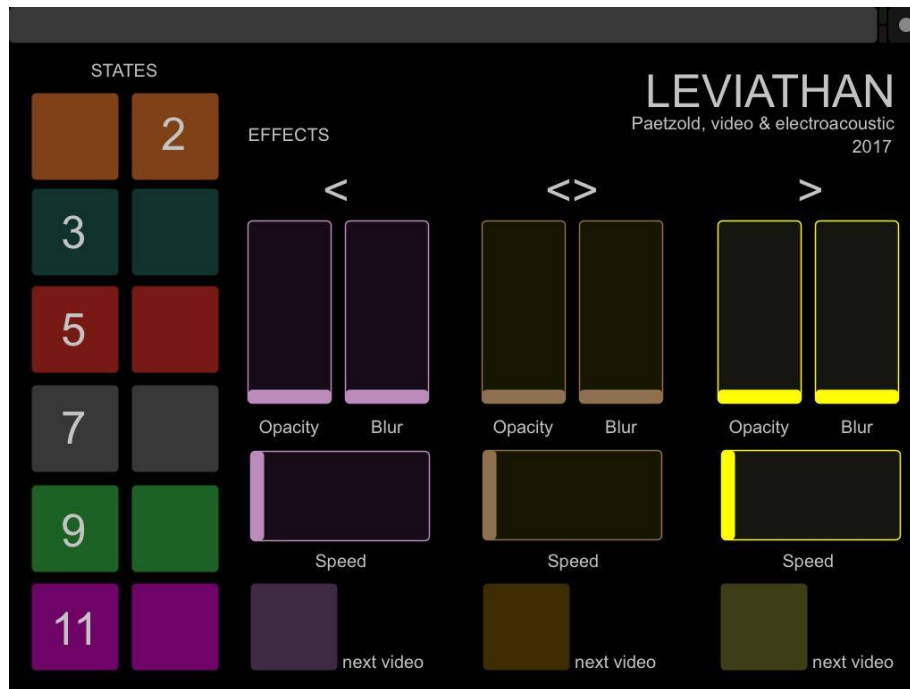 STATES
LEVIATHAN
Paetzold, video & electroacoustic
2017
2
EFFECTS
< <> >
3
5
7
Opacity Blur Opacity Blur Opacity Blur
9
Speed Speed Speed
11
next video next video next video